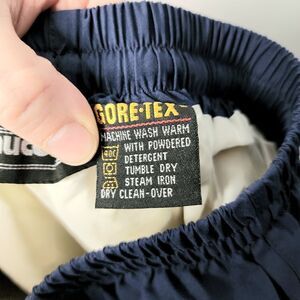 GORE-TEX
MACHINE WASH WARM
WITH POWDERED
DETERGENT
TUMBLE DRY
STEAM IRON
DRY CLEAN-OVER